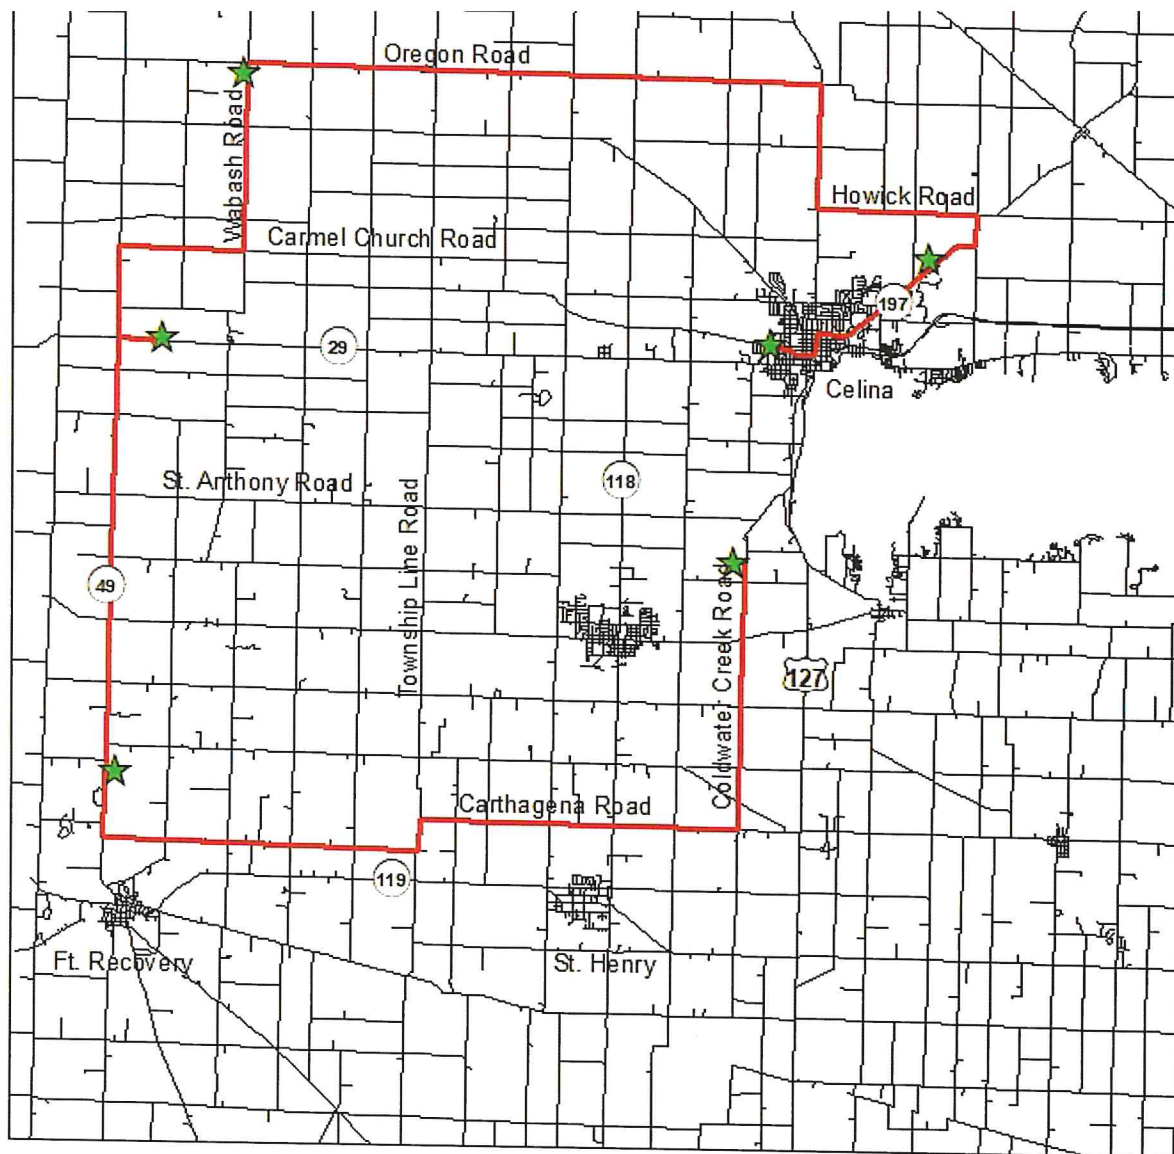 Oregon Road
Wabash Road
Howick Road
Carmel Church Road
197
29
Celina
St. Anthony Road
118
Township Line Road
49
Coldwater Creek Road
127
Carthagena Road
119
Ft. Recovery
St. Henry